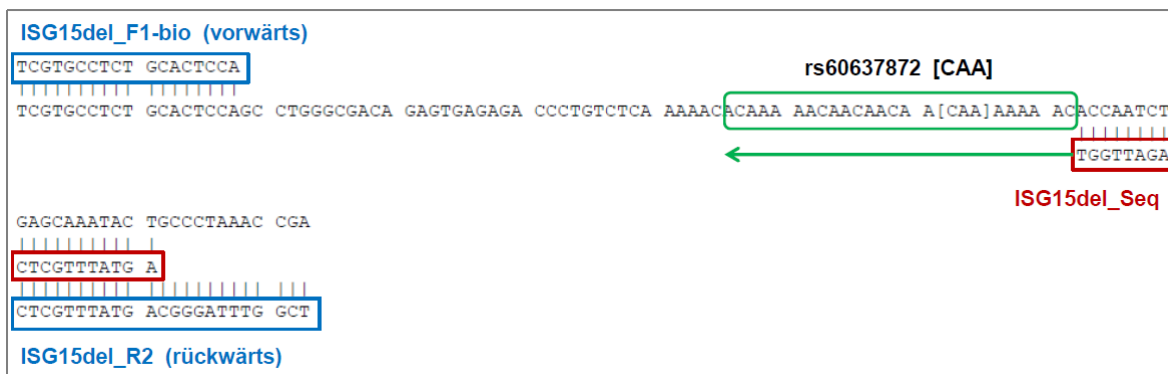 ISG15del_F1-bio (vorwärts)
TCGTGCCTCT GCACTCCA
rs60637872 [CAA]
|||||||||| ||||||||
TCGTGCCTCT GCACTCCAGC CTGGGCGACA GAGTGAGAGA CCCTGTCTCA AAAACACAAA AACAACAACA A[CAA]AAAAA ACACCAATCT
||||||||
TGGTTAGA
ISG15del_Seq
GAGCAAATAC TGCCCTAAAC CGA
|||||||||| |
CTCGTTTATG A
|||||||||| |||||||||| |||
CTCGTTTATG ACGGGATTTG GCT
ISG15del_R2 (rückwärts)